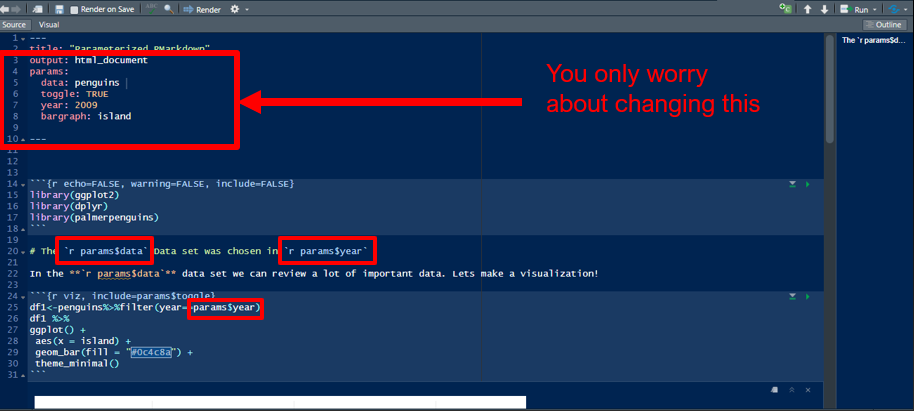 Render on Save
ABC
Render
Run
Source
Visual
Outline
1 ---
2 title: "Parameterized RMarkdown"
3 output: html_document
4 params:
5 data: penguins
6 toggle: TRUE
7 year: 2009
8 bargraph: island
10 ---
11
12
13
14 ```{r echo=FALSE, warning=FALSE, include=FALSE}
15 library(ggplot2)
16 library(dplyr)
17 library(palmerpenguins)
18 ```
19
20 # The `r params$data` Data set was chosen in `r params$year`
21
22 In the **`r params$data`** data set we can review a lot of important data. Lets make a visualization!
23
24 ```{r viz, include=params$toggle}
25 df1<-penguins%>%filter(year==params$year)
26 df1 %>%
27 ggplot() +
28 aes(x = island) +
29 geom_bar(fill = "#0c4c8a") +
30 theme_minimal()
31 ```
You only worry
about changing this
The `r params$d...